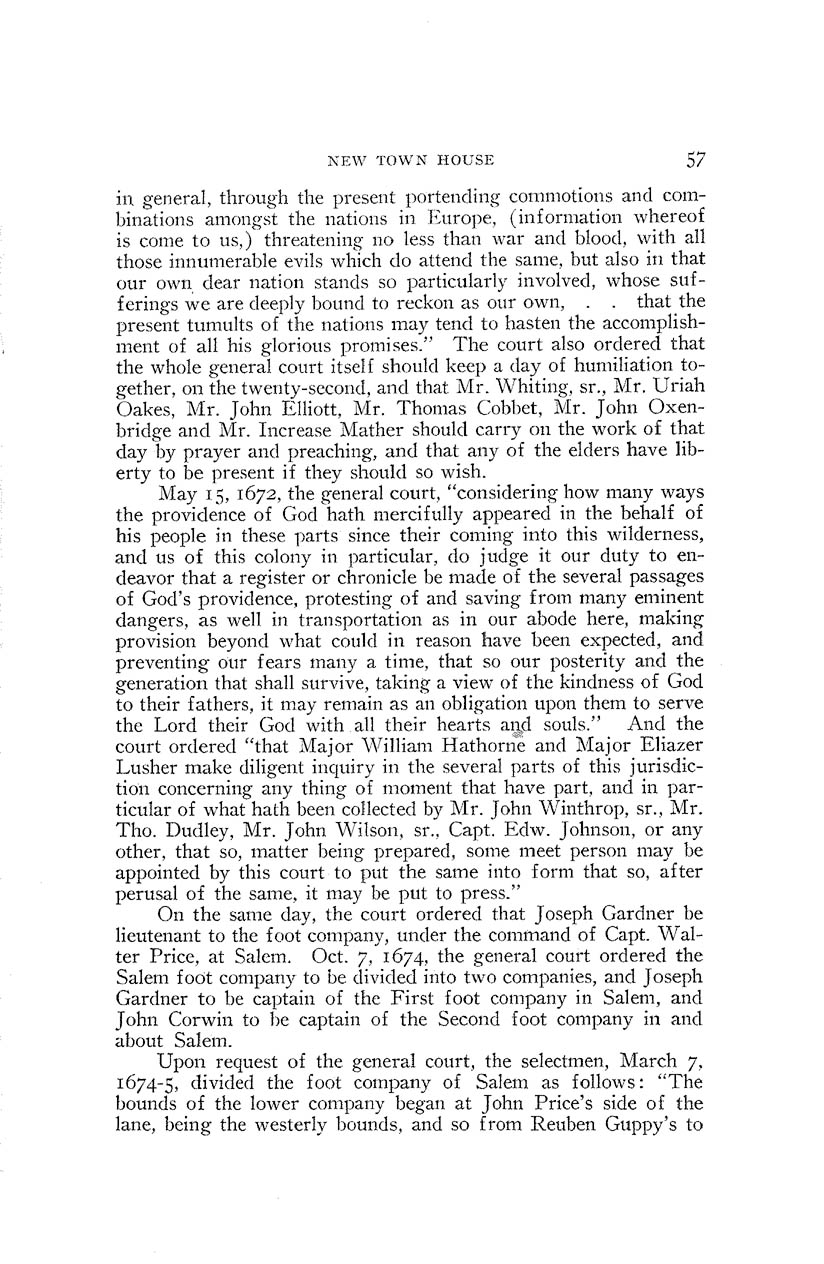 NEW TOWN HOUSE 57
in general, through the present portending commotions and com-
binations amongst the nations in Europe, (information whereof
is come to us,) threatening no less than war and blood, with all
those innumerable evils which do attend the same, but also in that
our own dear nation stands so particularly involved, whose suf-
ferings we are deeply bound to reckon as our own, . . that the
present tumults of the nations may tend to hasten the accomplish-
ment of all his glorious promises." The court also ordered that
the whole general court itself should keep a day of humiliation to-
gether, on the twenty-second, and that Mr. Whiting, sr., Mr. Uriah
Oakes, Mr. John Elliott, Mr. Thomas Cobbet, Mr. John Oxen-
bridge and Mr. Increase Mather should carry on the work of that
day by prayer and preaching, and that any of the elders have lib-
erty to be present if they should so wish.
May 15, 1672, the general court, "considering how many ways
the providence of God hath mercifully appeared in the behalf of
his people in these parts since their coming into this wilderness,
and us of this colony in particular, do judge it our duty to en-
deavor that a register or chronicle be made of the several passages
of God's providence, protesting of and saving from many eminent
dangers, as well in transportation as in our abode here, making
provision beyond what could in reason have been expected, and
preventing our fears many a time, that so our posterity and the
generation that shall survive, taking a view of the kindness of God
to their fathers, it may remain as an obligation upon them to serve
the Lord their God with all their hearts and souls." And the
court ordered "that Major William Hathorne and Major Eliazer
Lusher make diligent inquiry in the several parts of this jurisdic-
tion concerning any thing of moment that have part, and in par-
ticular of what hath been collected by Mr. John Winthrop, sr., Mr.
Tho. Dudley, Mr. John Wilson, sr., Capt. Edw. Johnson, or any
other, that so, matter being prepared, some meet person may be
appointed by this court to put the same into form that so, after
perusal of the same, it may be put to press."
On the same day, the court ordered that Joseph Gardner be
lieutenant to the foot company, under the command of Capt. Wal-
ter Price, at Salem. Oct. 7, 1674, the general court ordered the
Salem foot company to be divided into two companies, and Joseph
Gardner to be captain of the First foot company in Salem, and
John Corwin to be captain of the Second foot company in and
about Salem.
Upon request of the general court, the selectmen, March 7,
1674-5, divided the foot company of Salem as follows: "The
bounds of the lower company began at John Price's side of the
lane, being the westerly bounds, and so from Reuben Guppy's to